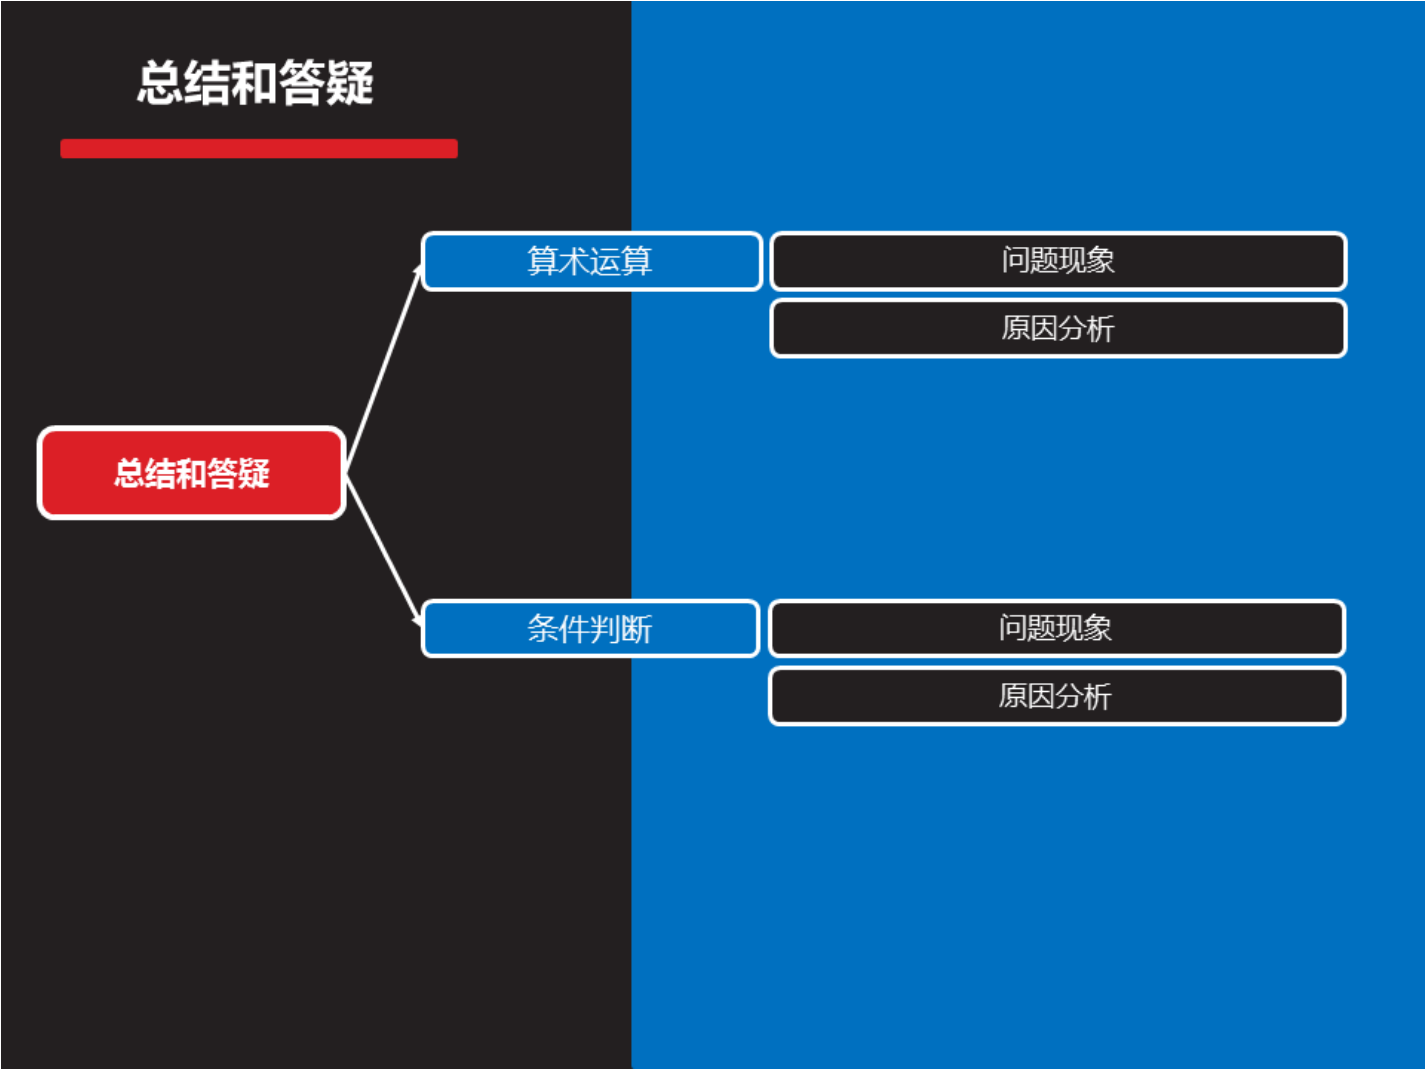 总结和答疑
算术运算
问题现象
原因分析
总结和答疑
条件判断
问题现象
原因分析